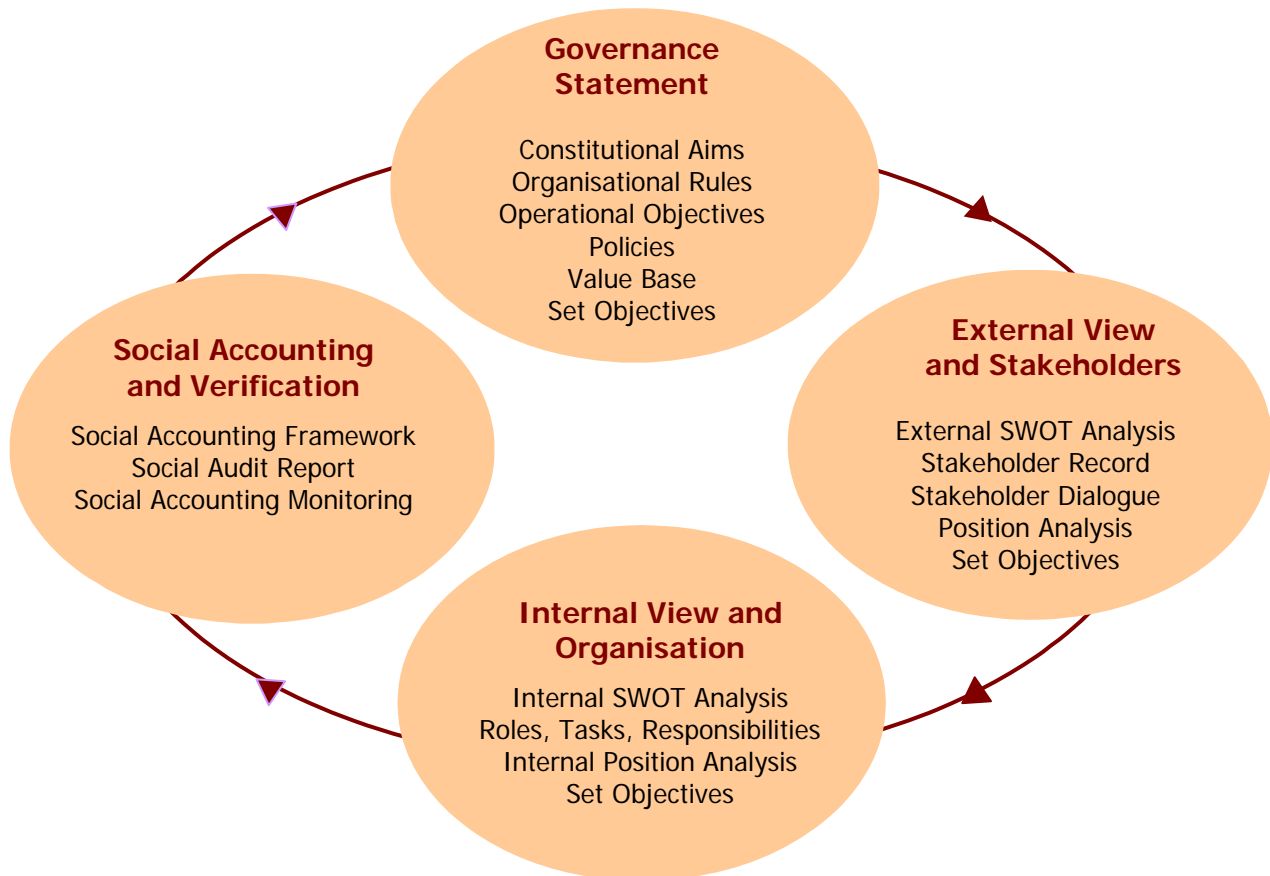 Governance
Statement
Constitutional Aims
Organisational Rules
Operational Objectives
Policies
Value Base
Set Objectives
External View
and Stakeholders
External SWOT Analysis
Stakeholder Record
Stakeholder Dialogue
Position Analysis
Set Objectives
Internal View and
Organisation
Internal SWOT Analysis
Roles, Tasks, Responsibilities
Internal Position Analysis
Set Objectives
Social Accounting
and Verification
Social Accounting Framework
Social Audit Report
Social Accounting Monitoring